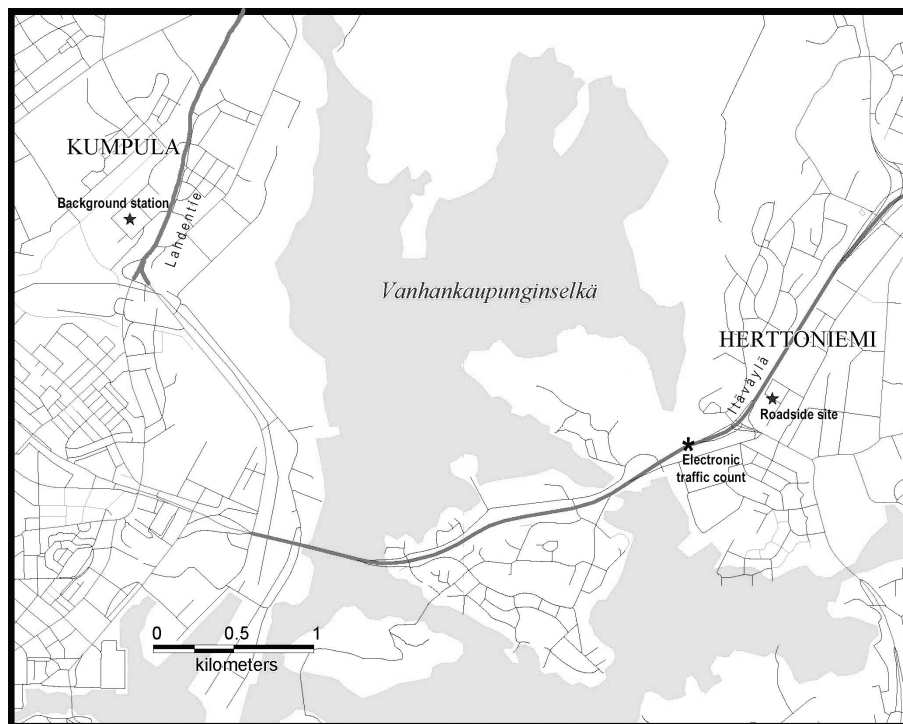 KUMPULA
Background station
Lahdentie
Vanhankaupunginselkä
HERTTONIEMI
Itäväylä
Roadside site
Electronic
traffic count
0 0.5 1
kilometers